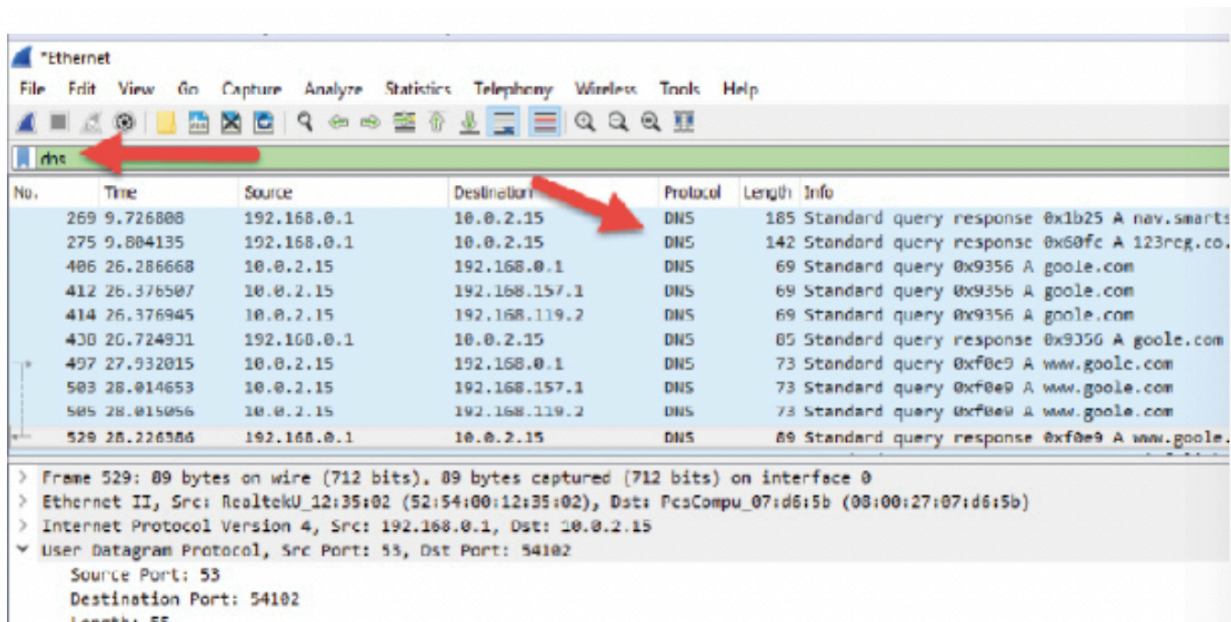 *Ethernet
File Edit View Go Capture Analyze Statistics Telephony Wireless Tools Help
dns
No. Time Source Destination Protocol Length Info
269 9.726808 192.168.0.1 10.0.2.15 DNS 185 Standard query response 0x1b25 A nav.smarts
275 9.804135 192.168.0.1 10.0.2.15 DNS 142 Standard query response 0x60fc A 123reg.co.
406 26.286668 10.0.2.15 192.168.0.1 DNS 69 Standard query 0x9356 A goole.com
412 26.376507 10.0.2.15 192.168.157.1 DNS 69 Standard query 0x9356 A goole.com
414 26.376945 10.0.2.15 192.168.119.2 DNS 69 Standard query 0x9356 A goole.com
438 26.724931 192.168.0.1 10.0.2.15 DNS 85 Standard query response 0x9356 A goole.com
497 27.932015 10.0.2.15 192.168.0.1 DNS 73 Standard query 0xf0e9 A www.goole.com
503 28.014653 10.0.2.15 192.168.157.1 DNS 73 Standard query 0xf0e9 A www.goole.com
505 28.015056 10.0.2.15 192.168.119.2 DNS 73 Standard query 0xf0e9 A www.goole.com
529 28.226386 192.168.0.1 10.0.2.15 DNS 89 Standard query response 0xf0e9 A www.goole.
> Frame 529: 89 bytes on wire (712 bits), 89 bytes captured (712 bits) on interface 0
> Ethernet II, Src: RealtekU_12:35:02 (52:54:00:12:35:02), Dst: PcsCompu_07:d6:5b (08:00:27:07:d6:5b)
> Internet Protocol Version 4, Src: 192.168.0.1, Dst: 10.0.2.15
User Datagram Protocol, Src Port: 53, Dst Port: 54102
Source Port: 53
Destination Port: 54102
Length: 55